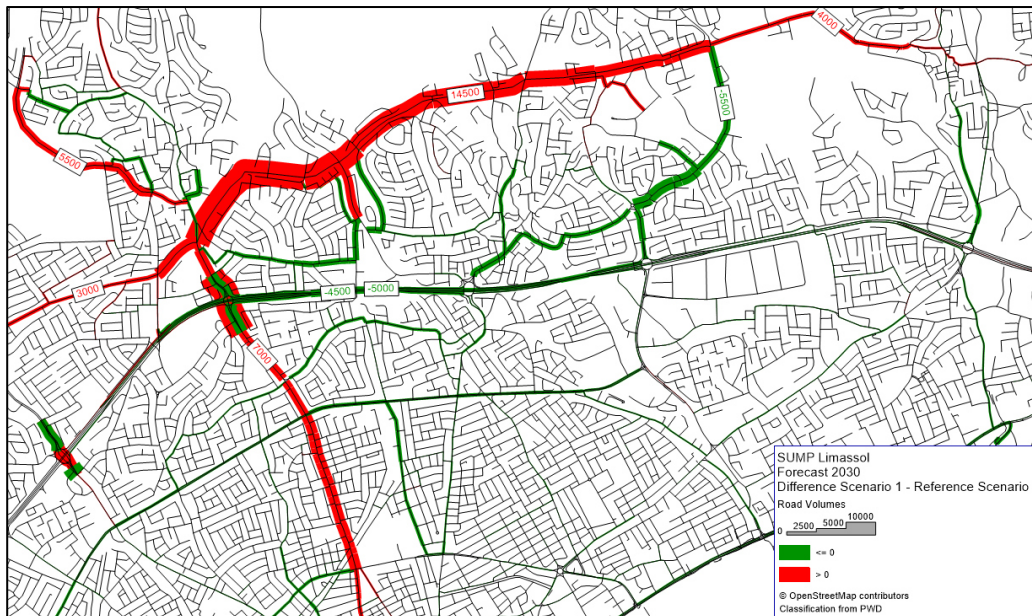 4000
14500
-5500
5500
3000
-4500
-5000
7000
SUMP Limassol
Forecast 2030
Difference Scenario 1 - Reference Scenario
Road Volumes
0 2500 5000 10000
<= 0
> 0
© OpenStreetMap contributors
Classification from PWD